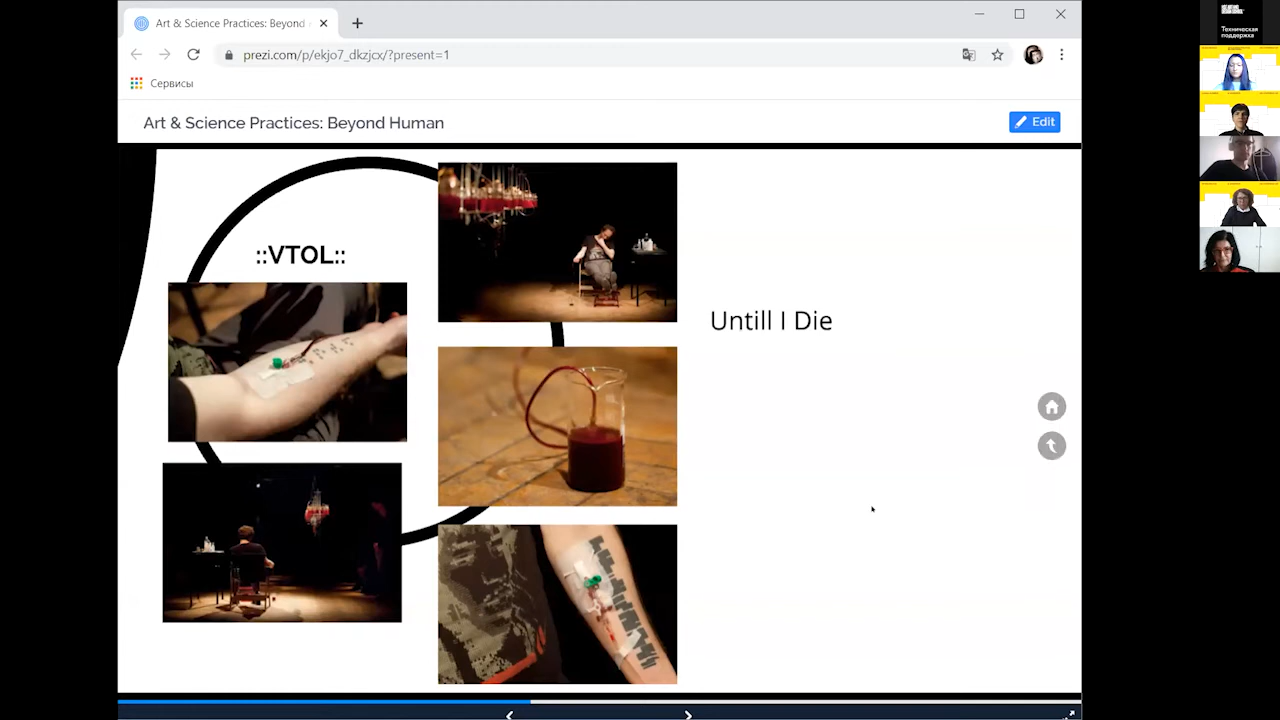 Art & Science Practices: Beyond
prezi.com/p/ekjo7_dkzjcx/?present=1
Сервисы
Art & Science Practices: Beyond Human
Edit
::VTOL::
Untill I Die
Техническая
поддержка